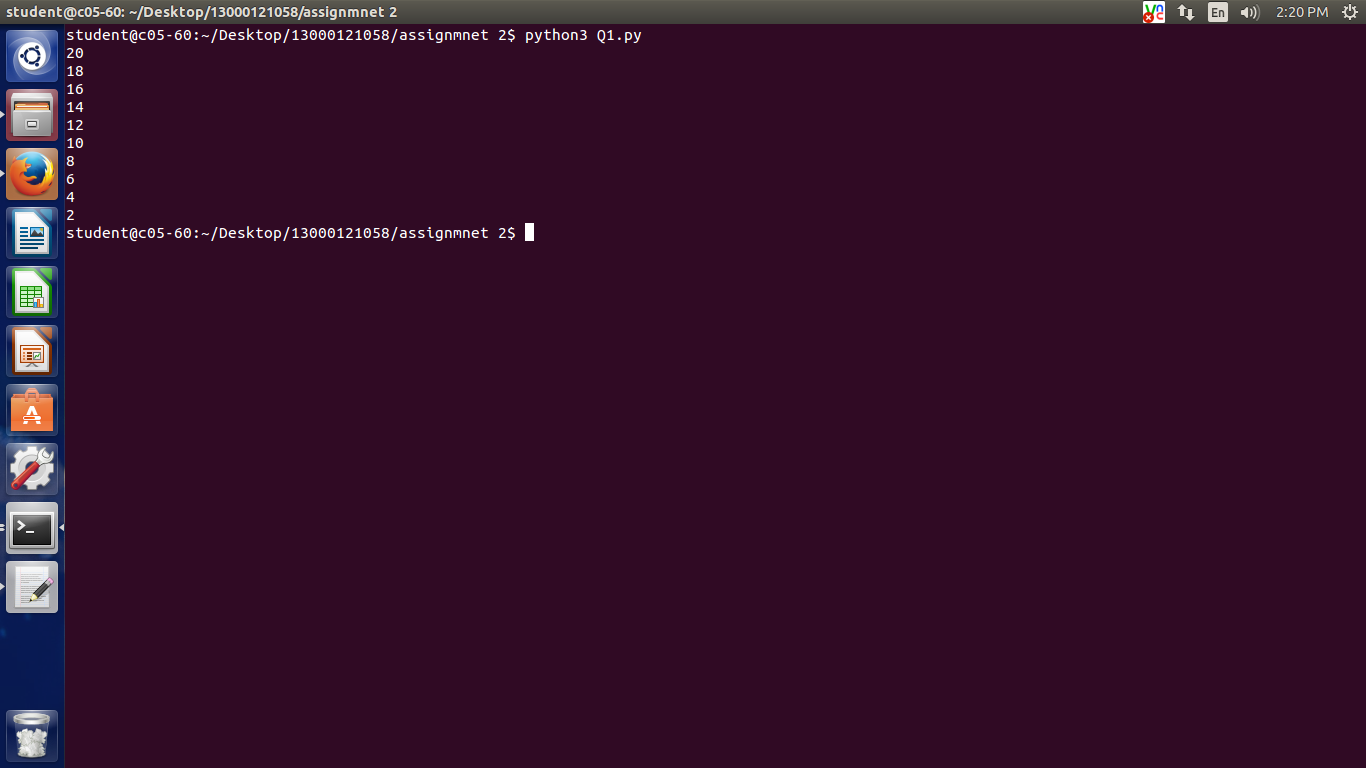 student@c05-60: ~/Desktop/13000121058/assignmnet 2
En
2:20 PM
student@c05-60:~/Desktop/13000121058/assignmnet 2$ python3 Q1.py
20
18
16
14
12
10
8
6
4
2
student@c05-60:~/Desktop/13000121058/assignmnet 2$